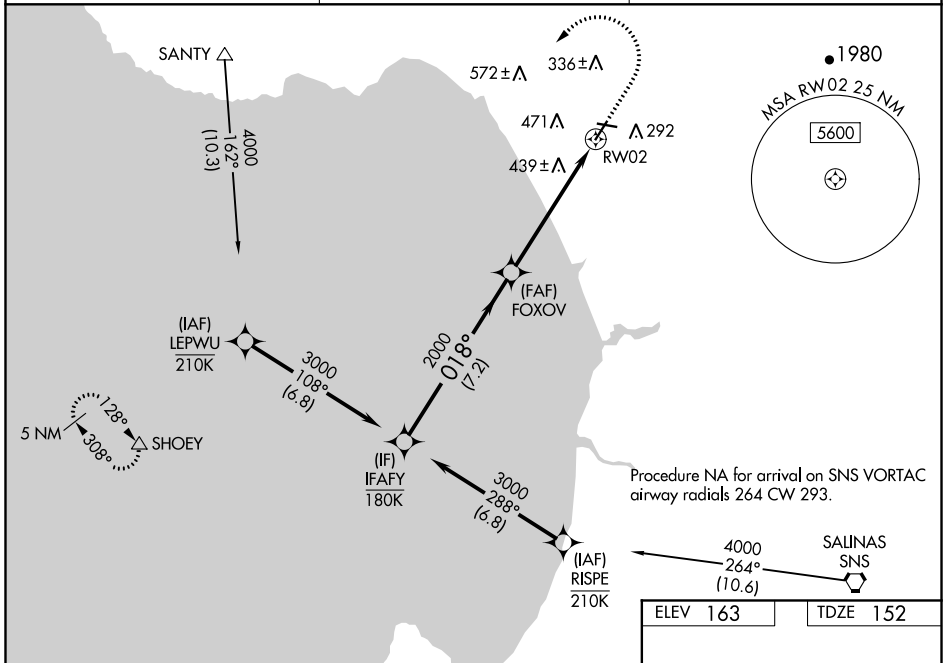 SANTY
4000
162°
(10.3)
572±
336±
471
292
439±
RW02
1980
MSA RW02 25 NM
5600
(FAF)
FOXOV
2000
018°
(7.2)
(IAF)
LEPWU
210K
3000
108°
(6.8)
5 NM
128°
308°
SHOEY
(IF)
IFAFY
180K
3000
288°
(6.8)
Procedure NA for arrival on SNS VORTAC
airway radials 264 CW 293.
(IAF)
RISPE
210K
4000
264°
(10.6)
SALINAS
SNS
ELEV 163
TDZE 152